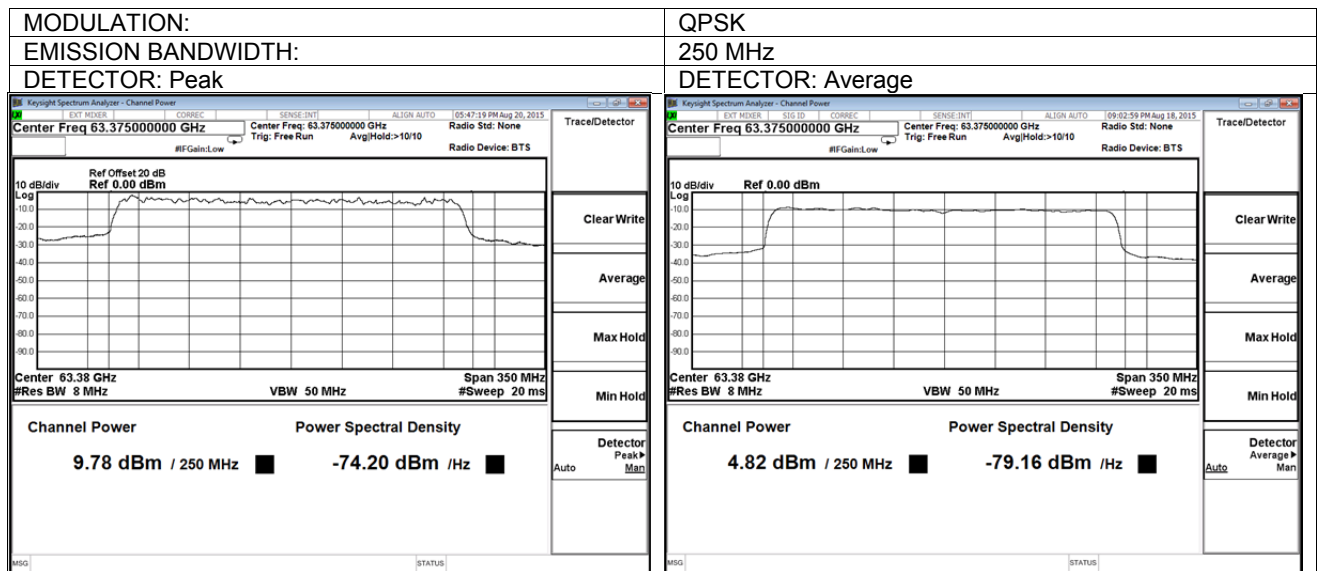 MODULATION: QPSK
EMISSION BANDWIDTH: 250 MHz
DETECTOR: Peak DETECTOR: Average
Keysight Spectrum Analyzer - Channel Power
EXT MIXER CORREC SENSE:INT ALIGN AUTO 05:47:19 PM Aug 20, 2015
Center Freq 63.375000000 GHz
Center Freq: 63.375000000 GHz
Radio Std: None
Trig: Free Run Avg|Hold:>10/10
#IFGain:Low
Radio Device: BTS
Ref Offset 20 dB
10 dB/div Ref 0.00 dBm
Log
-10.0
-20.0
-30.0
-40.0
-50.0
-60.0
-70.0
-80.0
-90.0
Center 63.38 GHz Span 350 MHz
#Res BW 8 MHz VBW 50 MHz #Sweep 20 ms
Channel Power Power Spectral Density
9.78 dBm / 250 MHz -74.20 dBm /Hz
MSG STATUS
Trace/Detector
Clear Write
Average
Max Hold
Min Hold
Detector
Peak▶
Auto Man
Keysight Spectrum Analyzer - Channel Power
EXT MIXER SIG ID CORREC SENSE:INT ALIGN AUTO 09:02:59 PM Aug 18, 2015
Center Freq 63.375000000 GHz
Center Freq: 63.375000000 GHz
Radio Std: None
Trig: Free Run Avg|Hold:>10/10
#IFGain:Low
Radio Device: BTS
10 dB/div Ref 0.00 dBm
Log
-10.0
-20.0
-30.0
-40.0
-50.0
-60.0
-70.0
-80.0
-90.0
Center 63.38 GHz Span 350 MHz
#Res BW 8 MHz VBW 50 MHz #Sweep 20 ms
Channel Power Power Spectral Density
4.82 dBm / 250 MHz -79.16 dBm /Hz
MSG STATUS
Trace/Detector
Clear Write
Average
Max Hold
Min Hold
Detector
Average▶
Auto Man